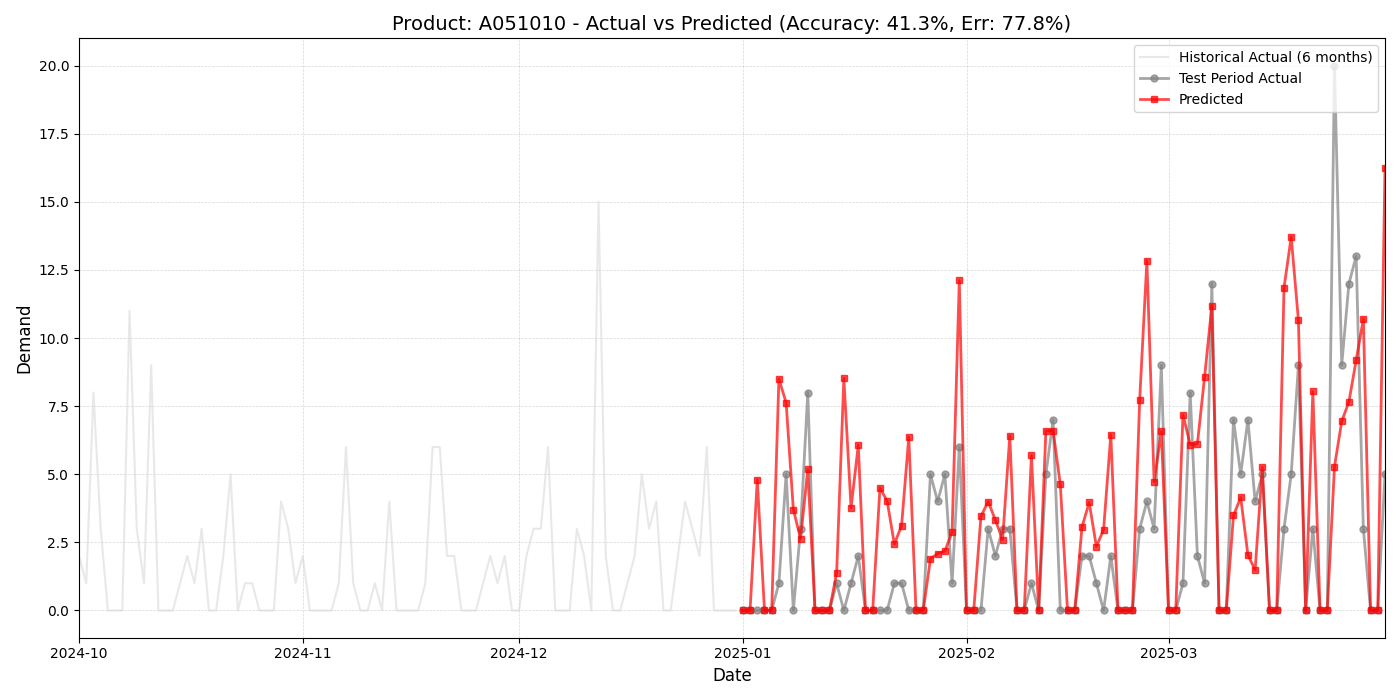 Product: A051010 - Actual vs Predicted (Accuracy: 41.3%, Err: 77.8%)
Historical Actual (6 months)
Test Period Actual
Predicted
Demand
20.0
17.5
15.0
12.5
10.0
7.5
5.0
2.5
0.0
2024-10
2024-11
2024-12
2025-01
2025-02
2025-03
Date